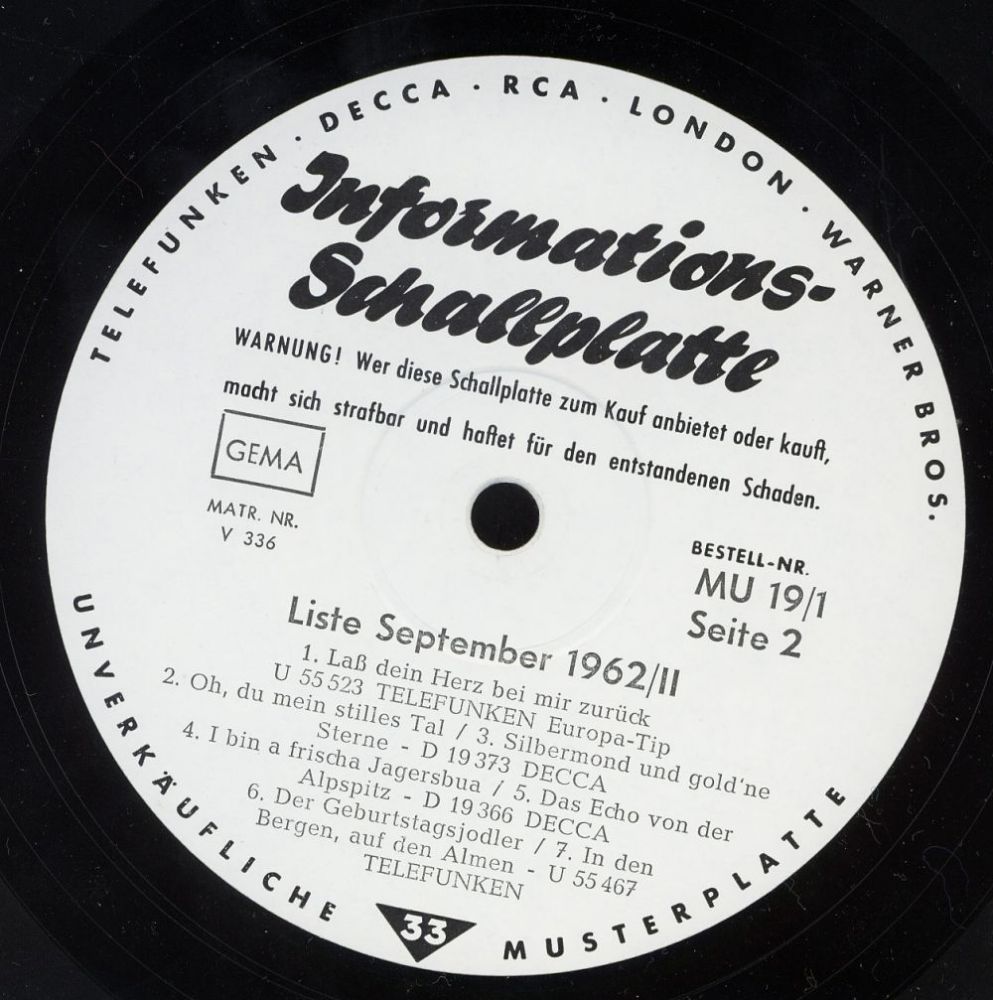 TELEFUNKEN · DECCA · RCA · LONDON · WARNER BROS.
Informations-
Schallplatte
WARNUNG! Wer diese Schallplatte zum Kauf anbietet oder kauft,
macht sich strafbar und haftet für den entstandenen Schaden.
GEMA
MATR. NR.
V 336
BESTELL-NR.
MU 19/1
Seite 2
Liste September 1962/II
1. Laß dein Herz bei mir zurück
U 55 523 TELEFUNKEN Europa-Tip
2. Oh, du mein stilles Tal / 3. Silbermond und gold'ne
Sterne - D 19 373 DECCA
4. I bin a frischa Jagersbua / 5. Das Echo von der
Alpspitz - D 19 366 DECCA
6. Der Geburtstagsjodler / 7. In den
Bergen, auf den Almen - U 55 467
TELEFUNKEN
UNVERKÄUFLICHE 33 MUSTERPLATTE